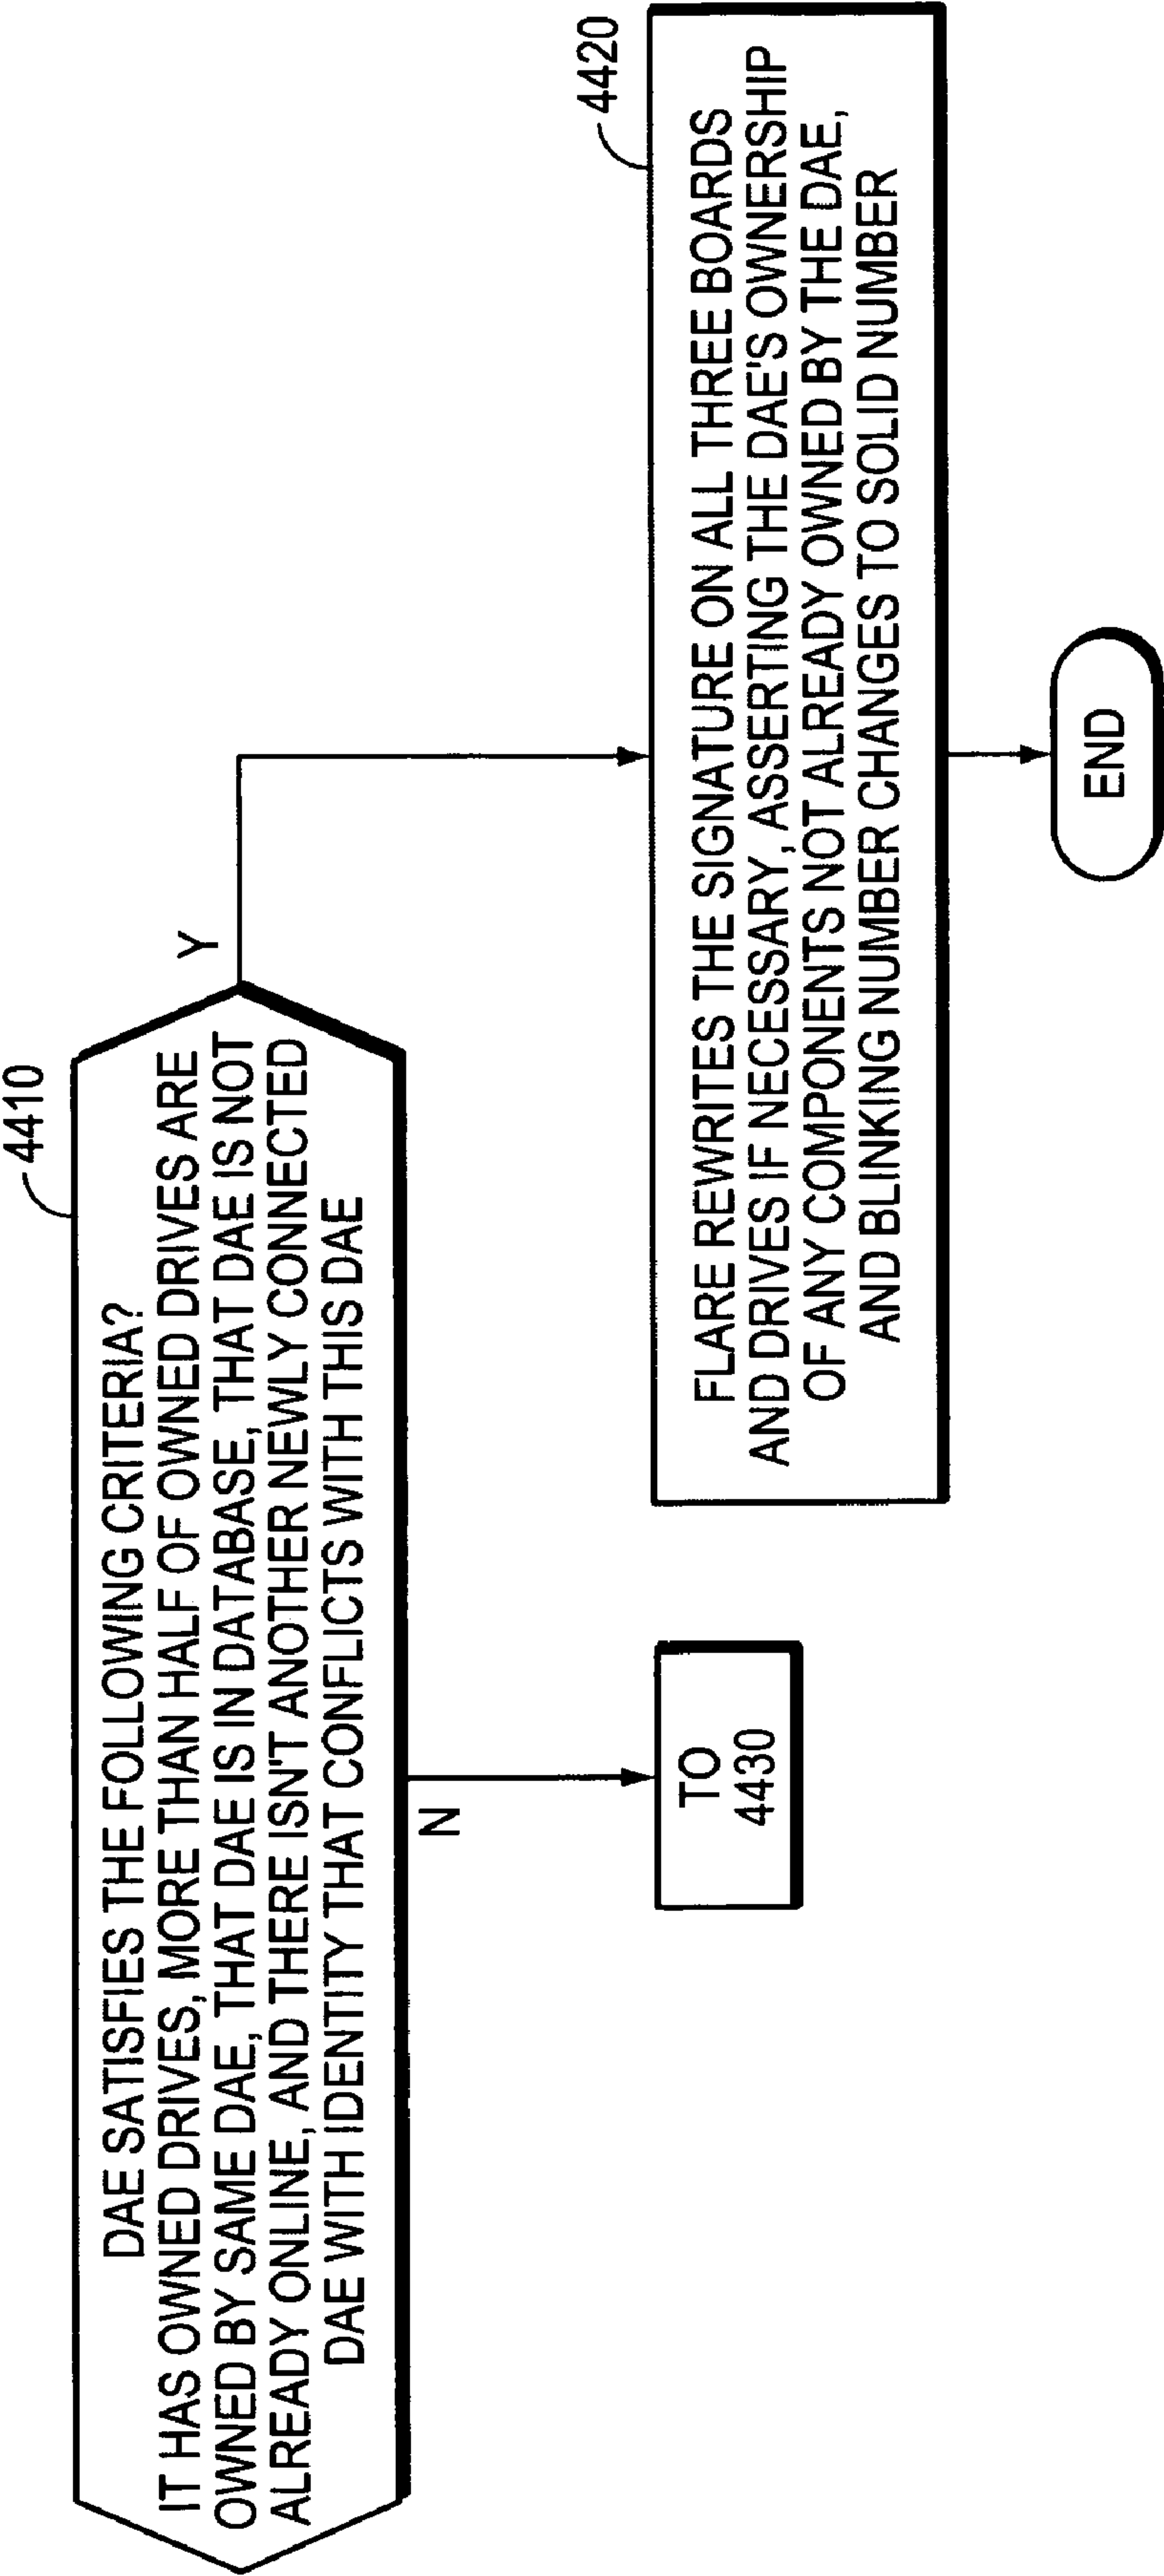 4410
DAE SATISFIES THE FOLLOWING CRITERIA?
IT HAS OWNED DRIVES, MORE THAN HALF OF OWNED DRIVES ARE
OWNED BY SAME DAE, THAT DAE IS IN DATABASE, THAT DAE IS NOT
ALREADY ONLINE, AND THERE ISN'T ANOTHER NEWLY CONNECTED
DAE WITH IDENTITY THAT CONFLICTS WITH THIS DAE
Y
N
TO
4430
4420
FLARE REWRITES THE SIGNATURE ON ALL THREE BOARDS
AND DRIVES IF NECESSARY, ASSERTING THE DAE'S OWNERSHIP
OF ANY COMPONENTS NOT ALREADY OWNED BY THE DAE,
AND BLINKING NUMBER CHANGES TO SOLID NUMBER
END